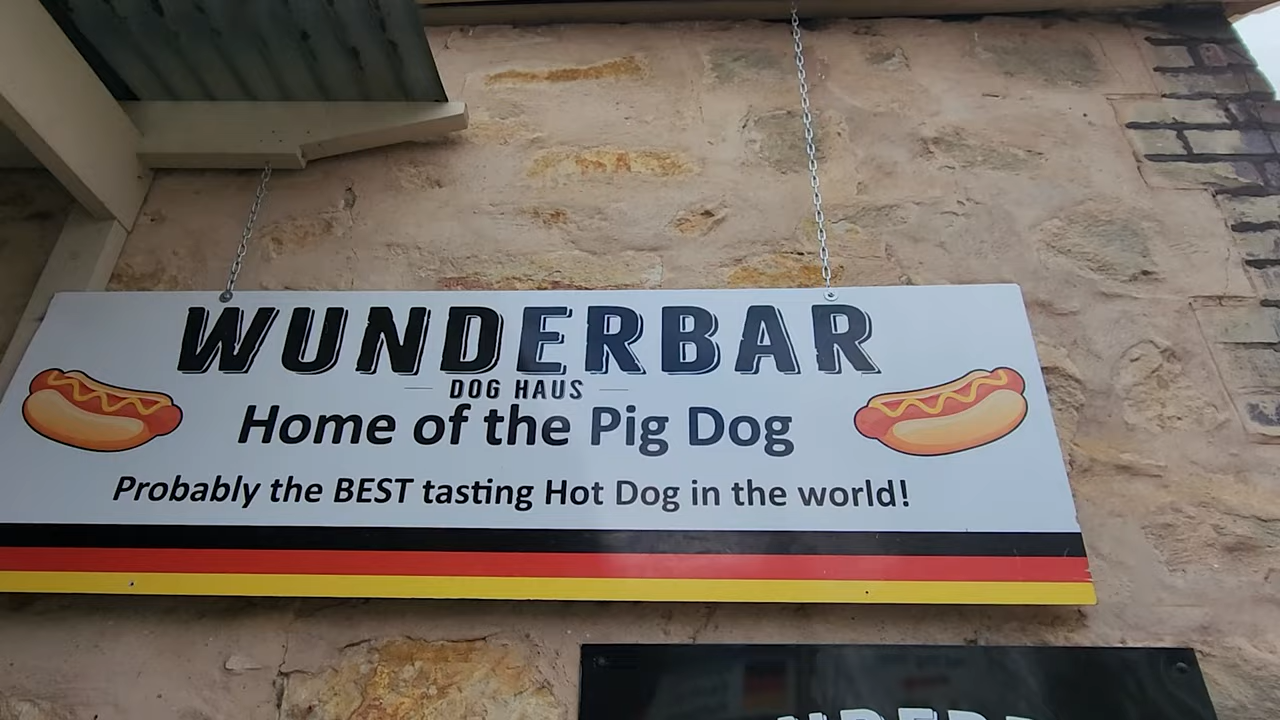 WUNDERBAR
DOG HAUS
Home of the Pig Dog
Probably the BEST tasting Hot Dog in the world!